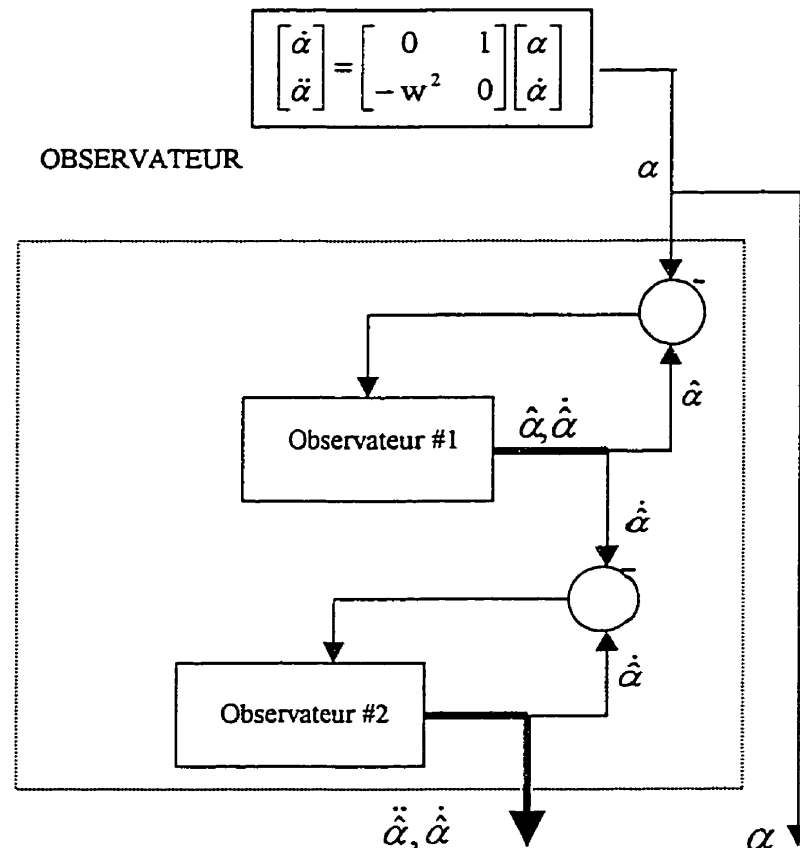 [α̇ α̈] = [0 1 −w² 0][α α̇]
OBSERVATEUR
α
-
α̂
Observateur #1
α̂, α̂̇
α̂̇
-
α̂̇
Observateur #2
α̂̈, α̂̇
α